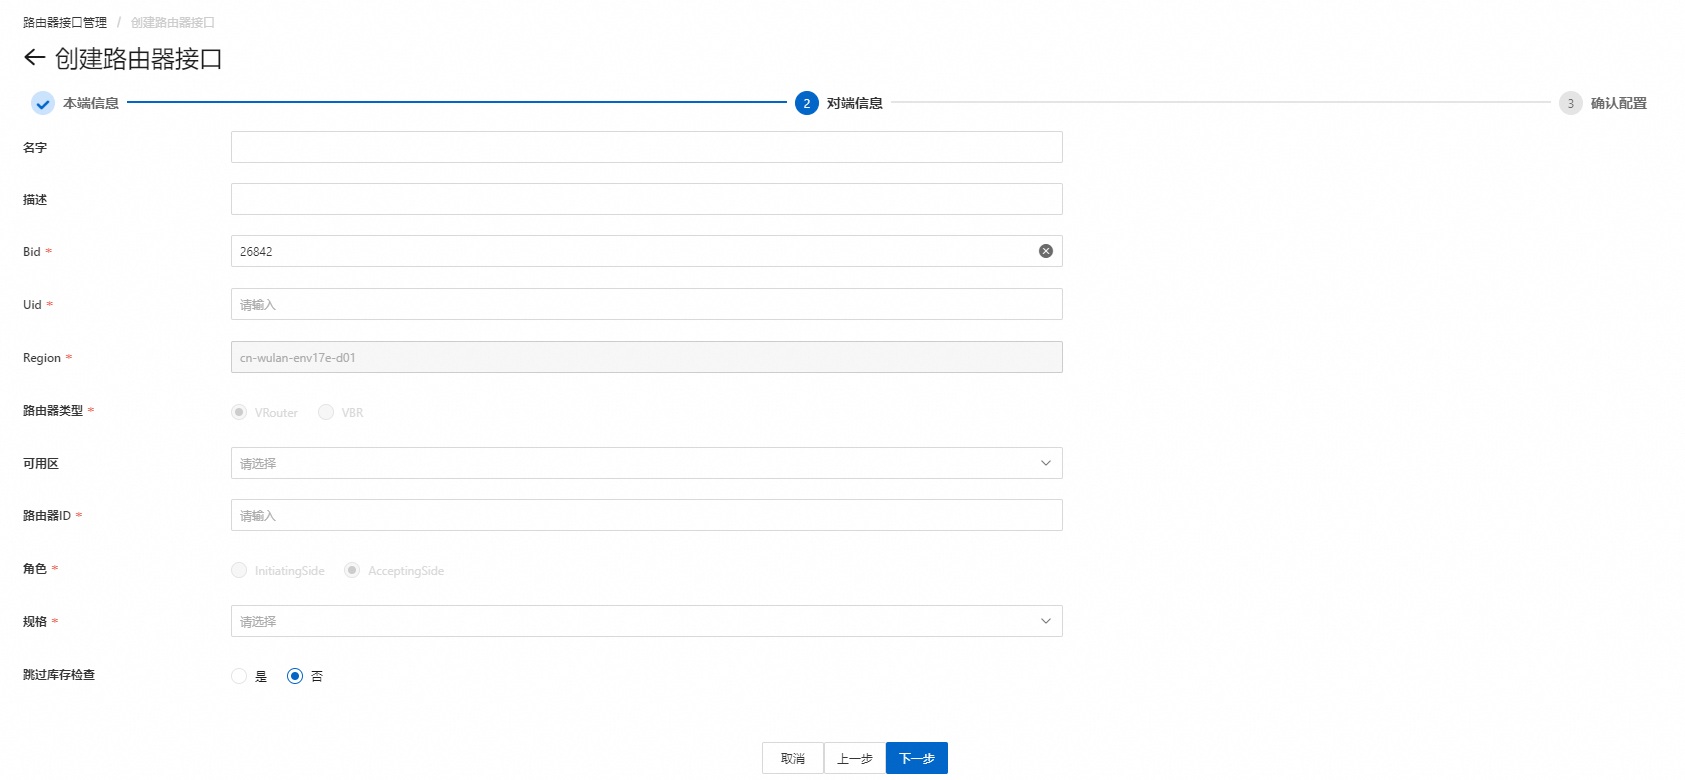 路由器接口管理 / 创建路由器接口
← 创建路由器接口
本端信息 2 对端信息 3 确认配置
名字
描述
Bid * 26842
Uid * 请输入
Region * cn-wulan-env17e-d01
路由器类型 * VRouter VBR
可用区 请选择
路由器ID * 请输入
角色 * InitiatingSide AcceptingSide
规格 * 请选择
跳过库存检查 是 否
取消 上一步 下一步